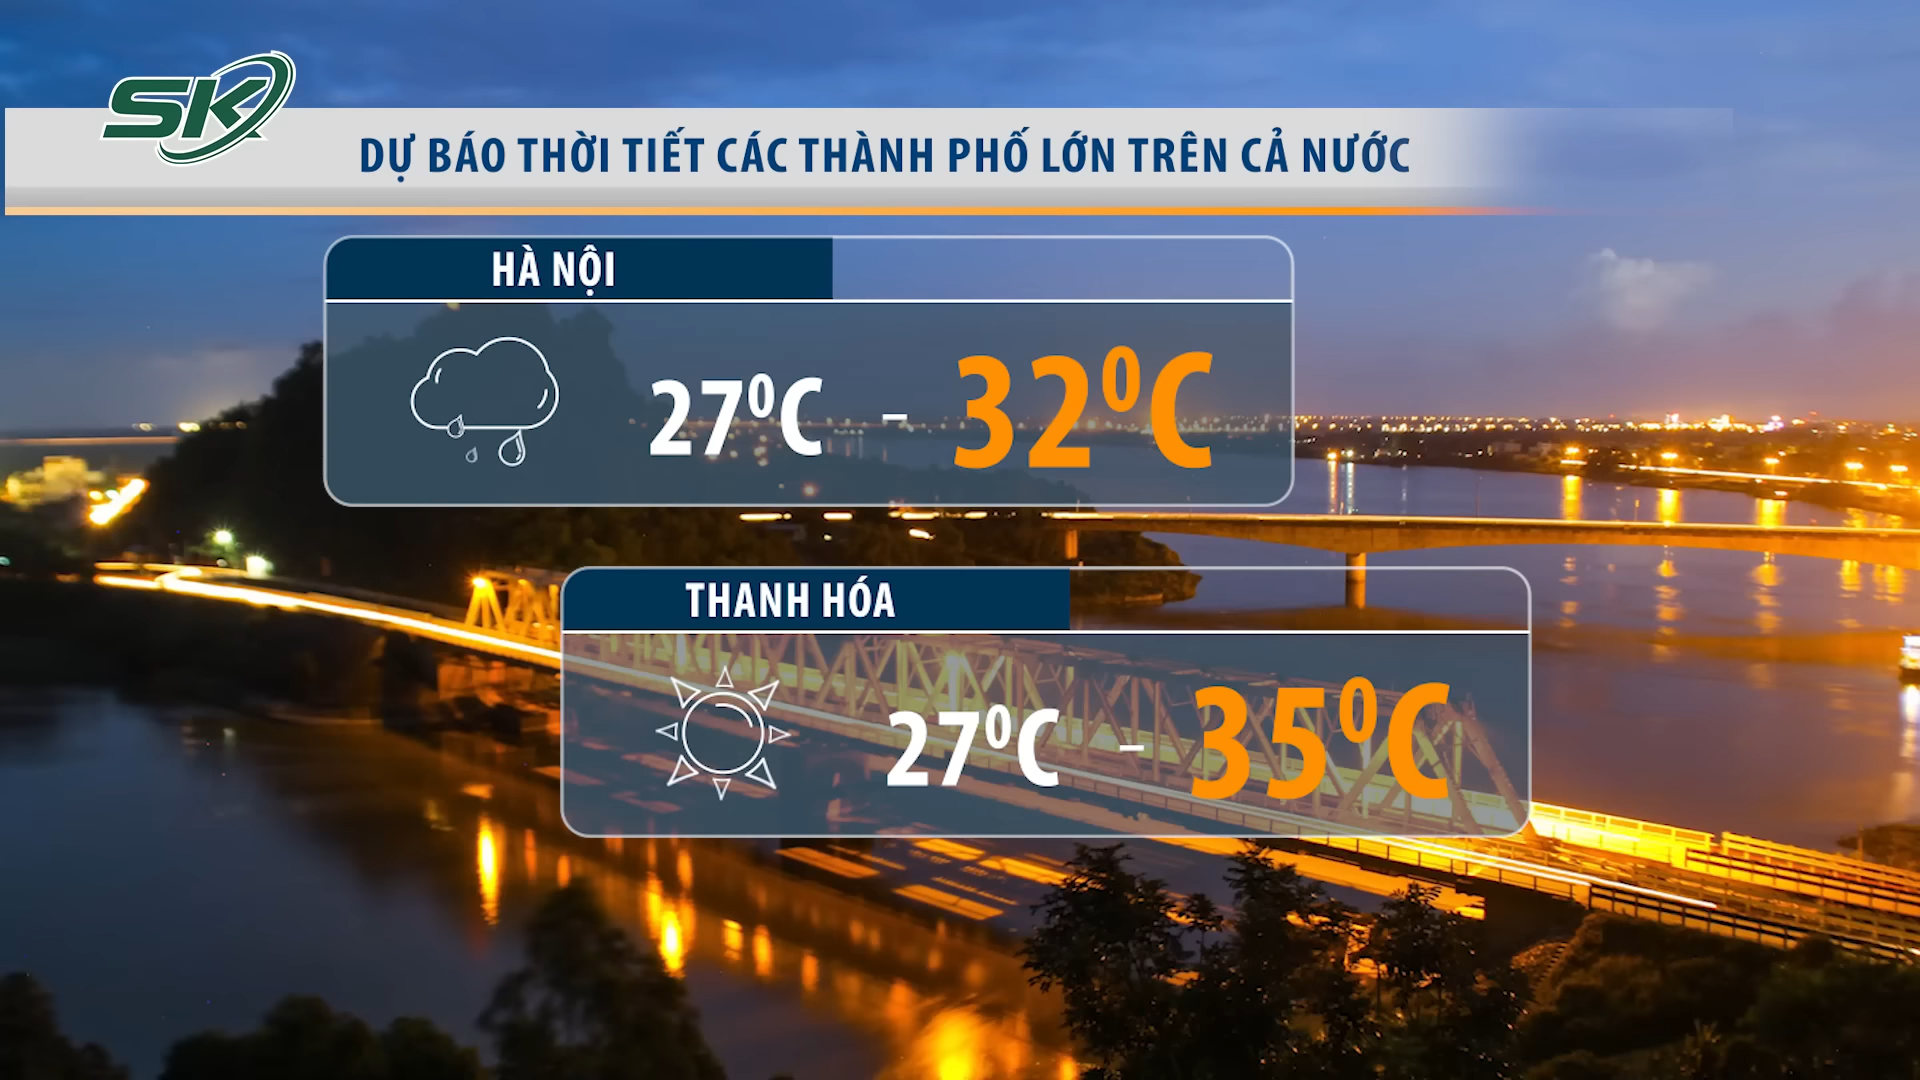 SK
DỰ BÁO THỜI TIẾT CÁC THÀNH PHỐ LỚN TRÊN CẢ NƯỚC
HÀ NỘI
27⁰C - 32⁰C
THANH HÓA
27⁰C - 35⁰C